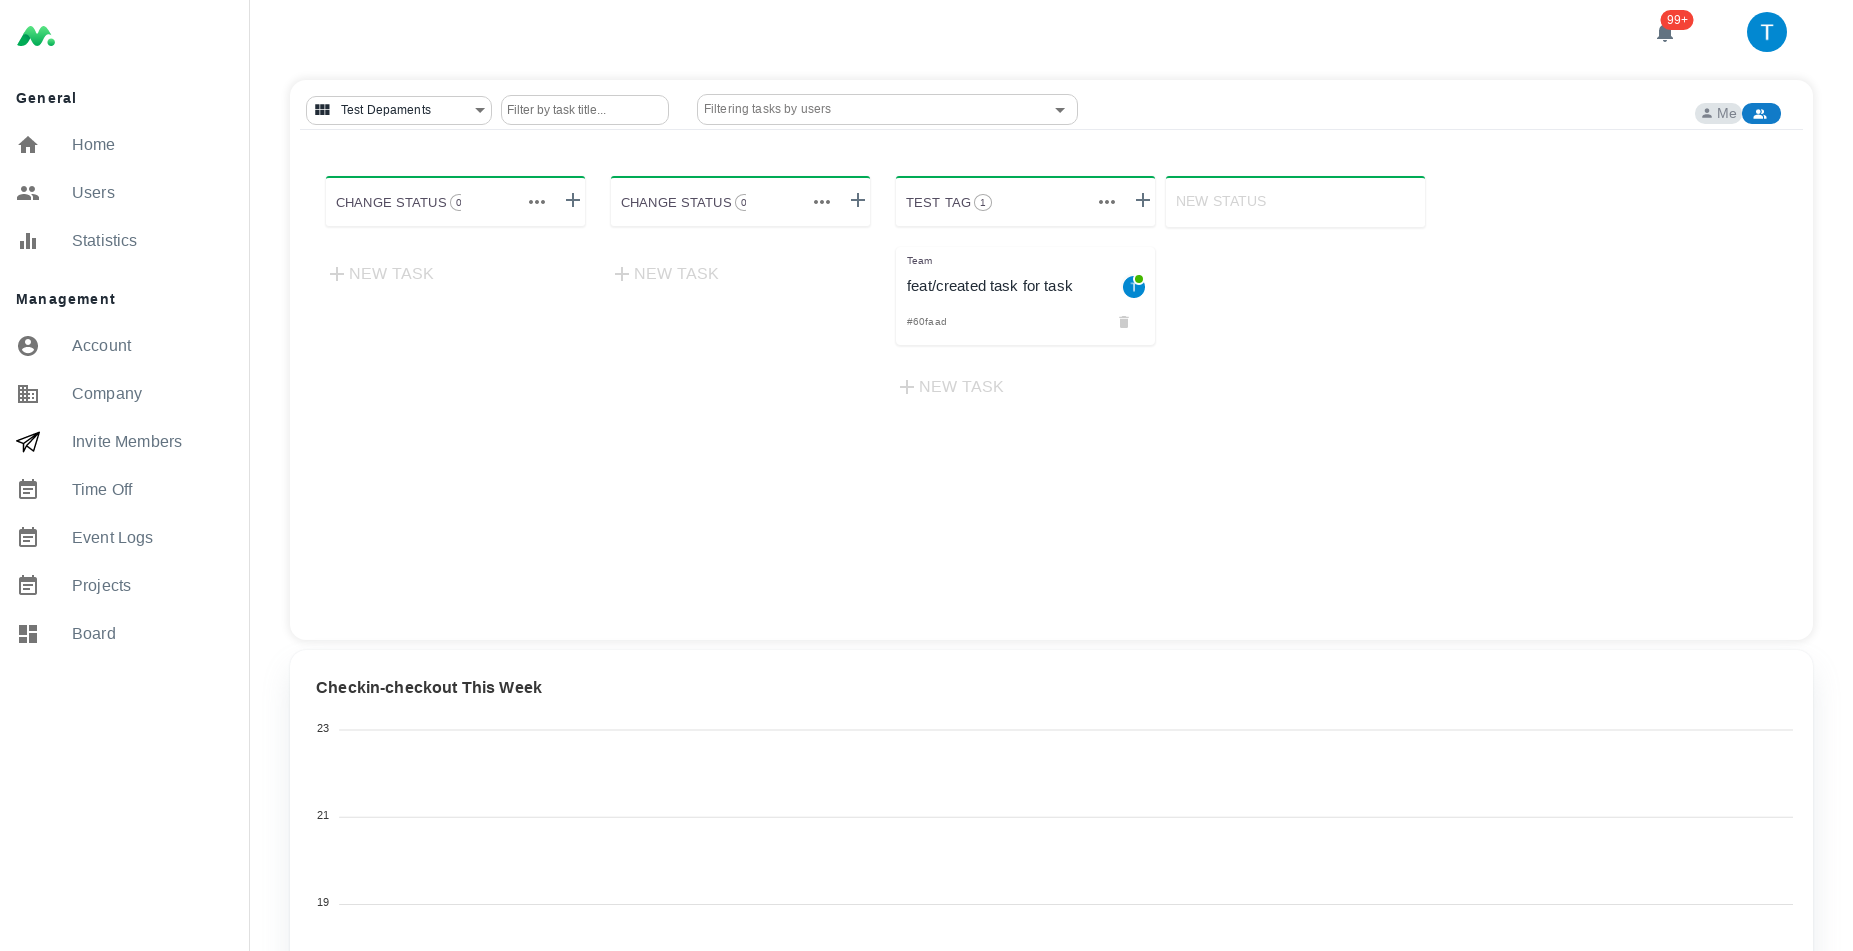 99+
T
General
Home
Users
Statistics
Management
Account
Company
Invite Members
Time Off
Event Logs
Projects
Board
Test Depaments
Filter by task title...
Filtering tasks by users
Me
CHANGE STATUS 0
CHANGE STATUS 0
TEST TAG 1
NEW STATUS
NEW TASK
NEW TASK
Team
feat/created task for task
T
#60faad
NEW TASK
Checkin-checkout This Week
23
21
19